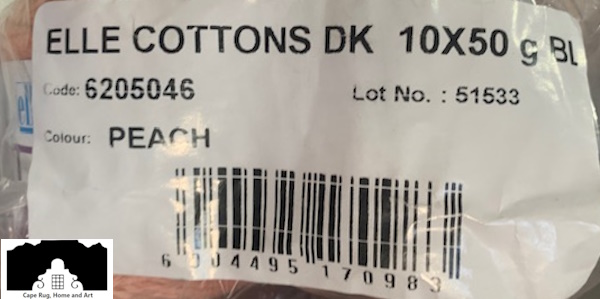 ELLE COTTONS DK 10X50 g BL
Code: 6205046
Lot No. : 51533
Colour: PEACH
6 004495 170983
Cape Rug, Home and Art